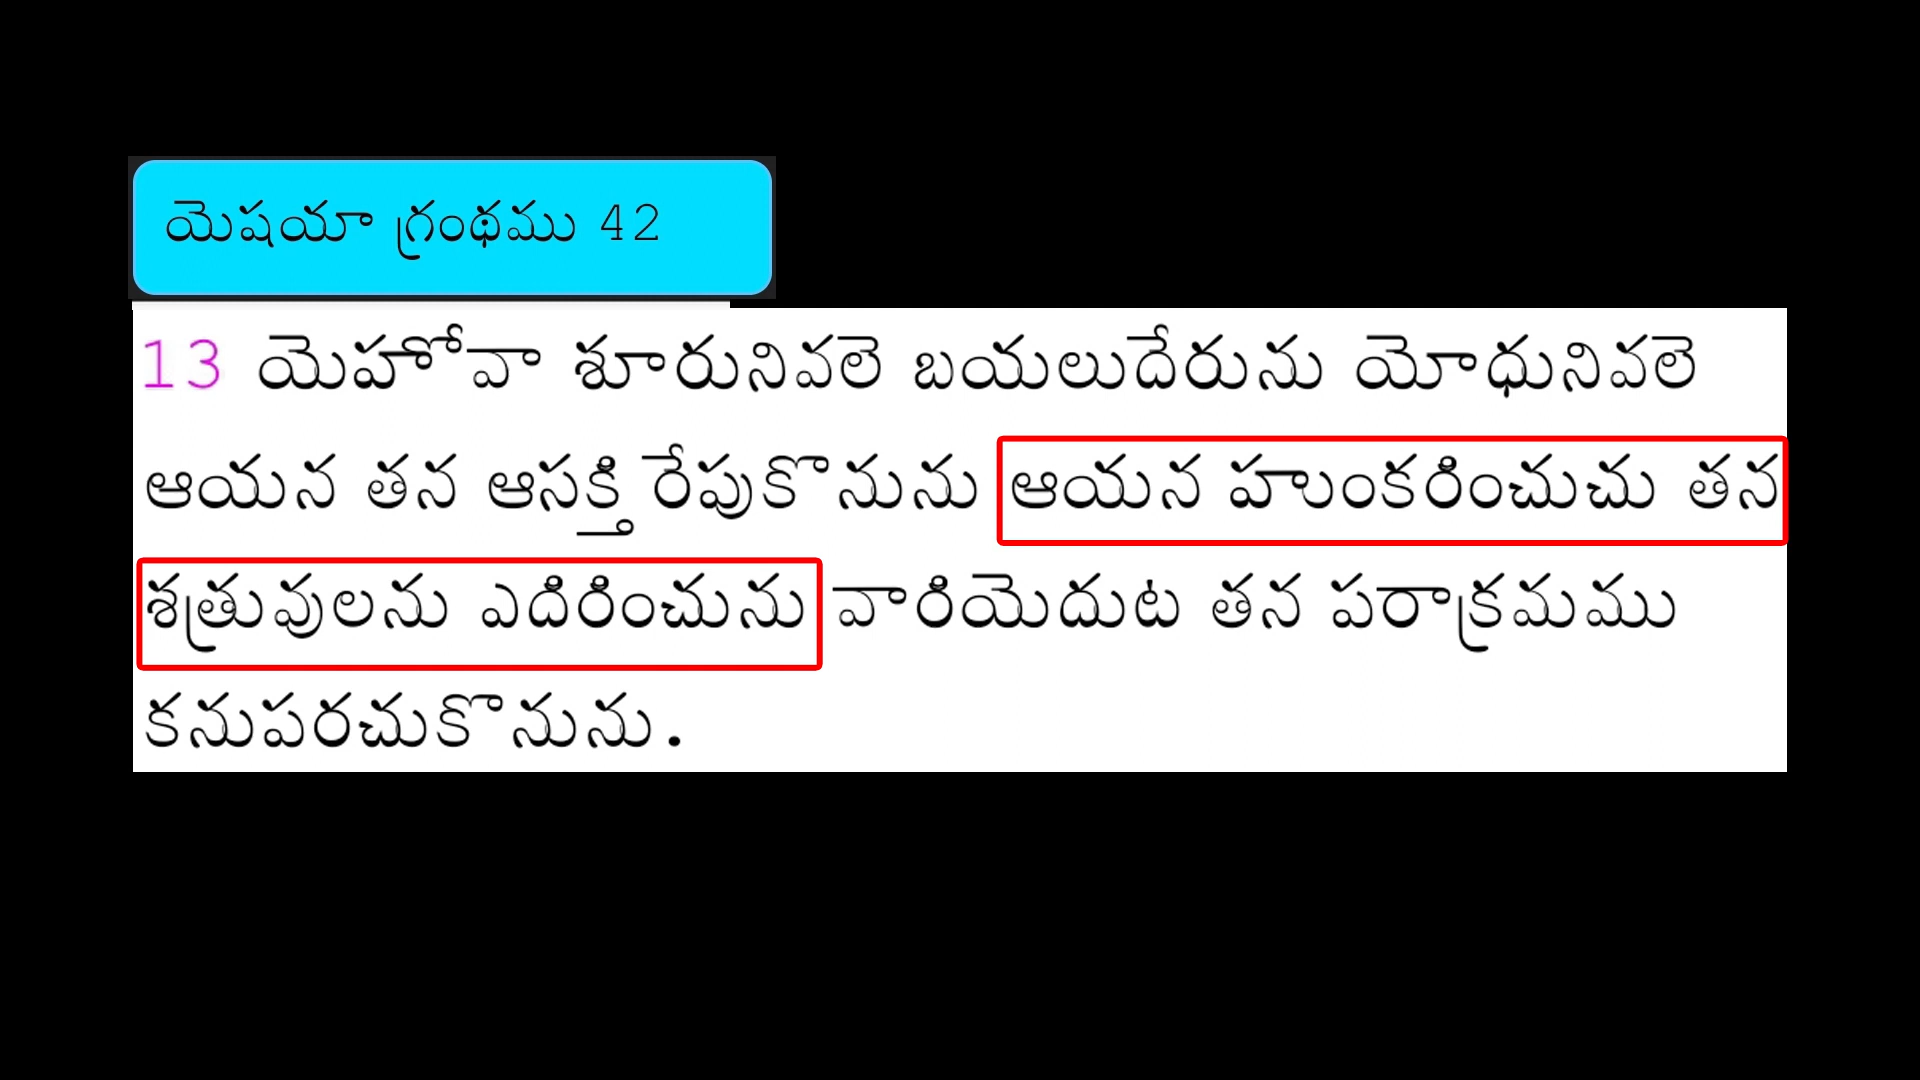 యెషయా గ్రంథము 42
13 యెహోవా శూరునివలె బయలుదేరును యోధునివలె
ఆయన తన ఆసక్తి రేపుకొనును ఆయన హుంకరించుచు తన
శత్రువులను ఎదిరించును వారియెదుట తన పరాక్రమము
కనుపరచుకొనును.